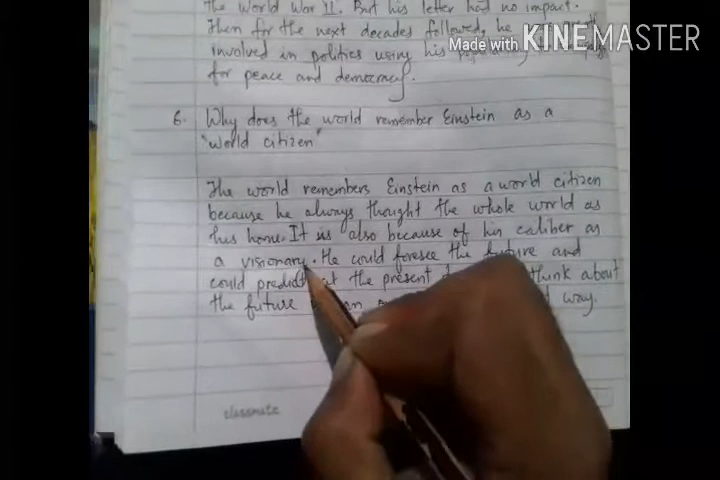 the World War II. But his letter had no impact.
Then for the next decades followed, he
Made with KINEMASTER
involved in politics using his
for peace and democracy.
6. Why does the world remember Einstein as a
"world citizen"
The world remembers Einstein as a world citizen
because he always thought the whole world as
his home. It is also because of his caliber as
a visionary. He could foresee the future and
could predict at the present think about
the future way.
classmate